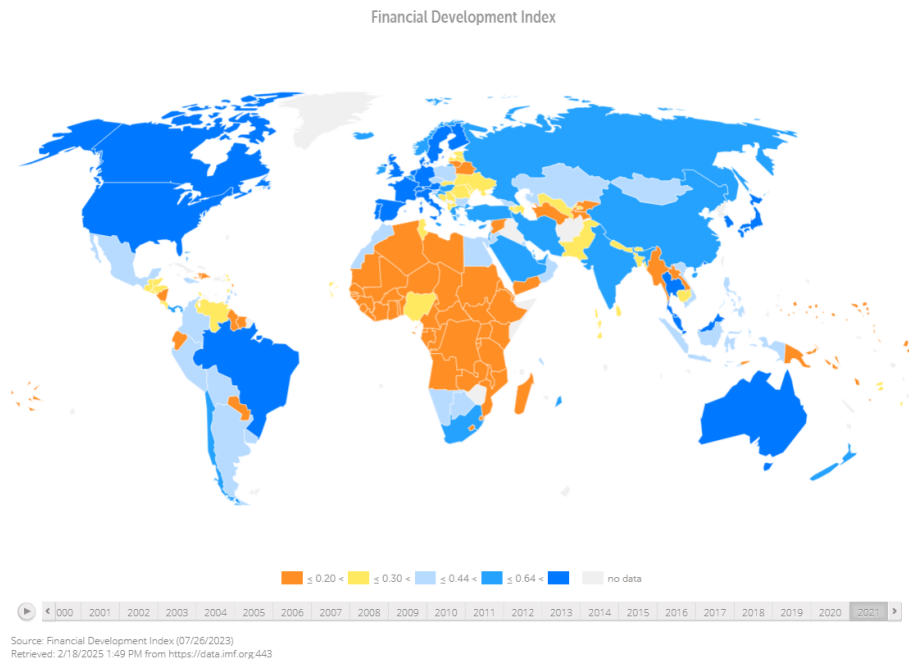 Financial Development Index
≤ 0.20 < ≤ 0.30 < ≤ 0.44 < ≤ 0.64 < no data
000 2001 2002 2003 2004 2005 2006 2007 2008 2009 2010 2011 2012 2013 2014 2015 2016 2017 2018 2019 2020 2021
Source: Financial Development Index (07/26/2023)
Retrieved: 2/18/2025 1:49 PM from https://data.imf.org:443